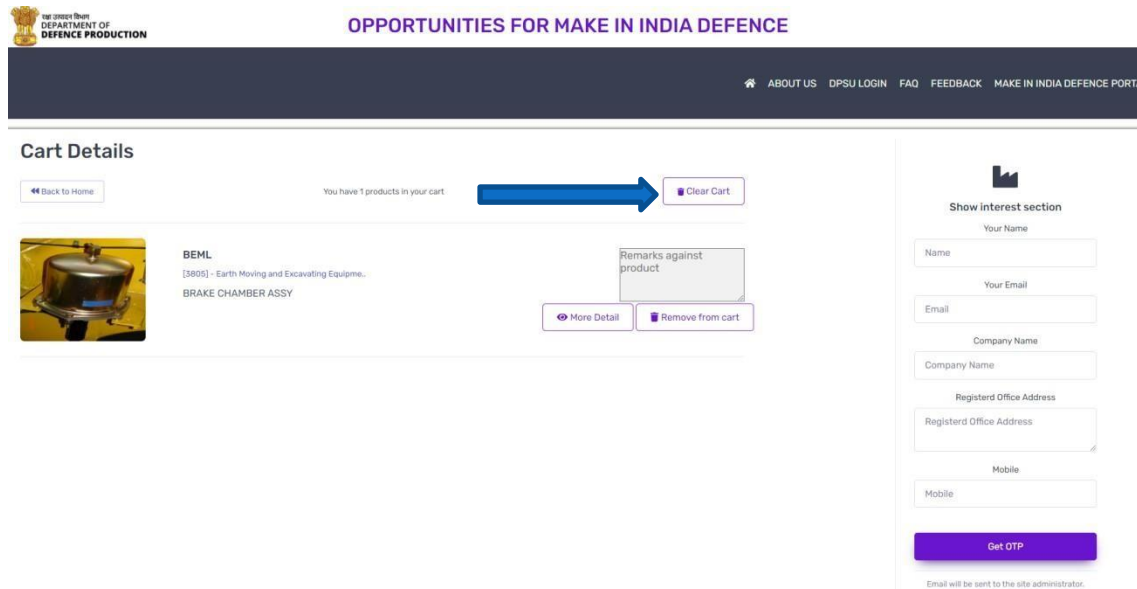 रक्षा उत्पादन विभाग
DEPARTMENT OF
DEFENCE PRODUCTION
OPPORTUNITIES FOR MAKE IN INDIA DEFENCE
ABOUT US DPSU LOGIN FAQ FEEDBACK MAKE IN INDIA DEFENCE PORTA
Cart Details
Back to Home
You have 1 products in your cart
Clear Cart
BEML
[3805] - Earth Moving and Excavating Equipme..
BRAKE CHAMBER ASSY
Remarks against
product
More Detail
Remove from cart
Show interest section
Your Name
Name
Your Email
Email
Company Name
Company Name
Registerd Office Address
Registerd Office Address
Mobile
Mobile
Get OTP
Email will be sent to the site administrator.